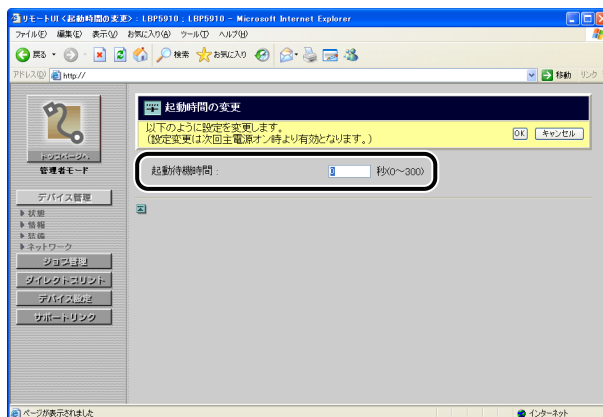 リモートUI <起動時間の変更> : LBP5910 ; LBP5910 - Microsoft Internet Explorer
ファイル(F) 編集(E) 表示(V) お気に入り(A) ツール(T) ヘルプ(H)
戻る 検索 お気に入り
アドレス(D) http:// 移動 リンク
トップページへ
管理者モード
デバイス管理
状態
情報
装備
ネットワーク
ジョブ管理
ダイレクトプリント
デバイス設定
サポートリンク
起動時間の変更
以下のように設定を変更します。
(設定変更は次回主電源オン時より有効となります。)
OK キャンセル
起動待機時間 : 0 秒(0～300)
ページが表示されました インターネット